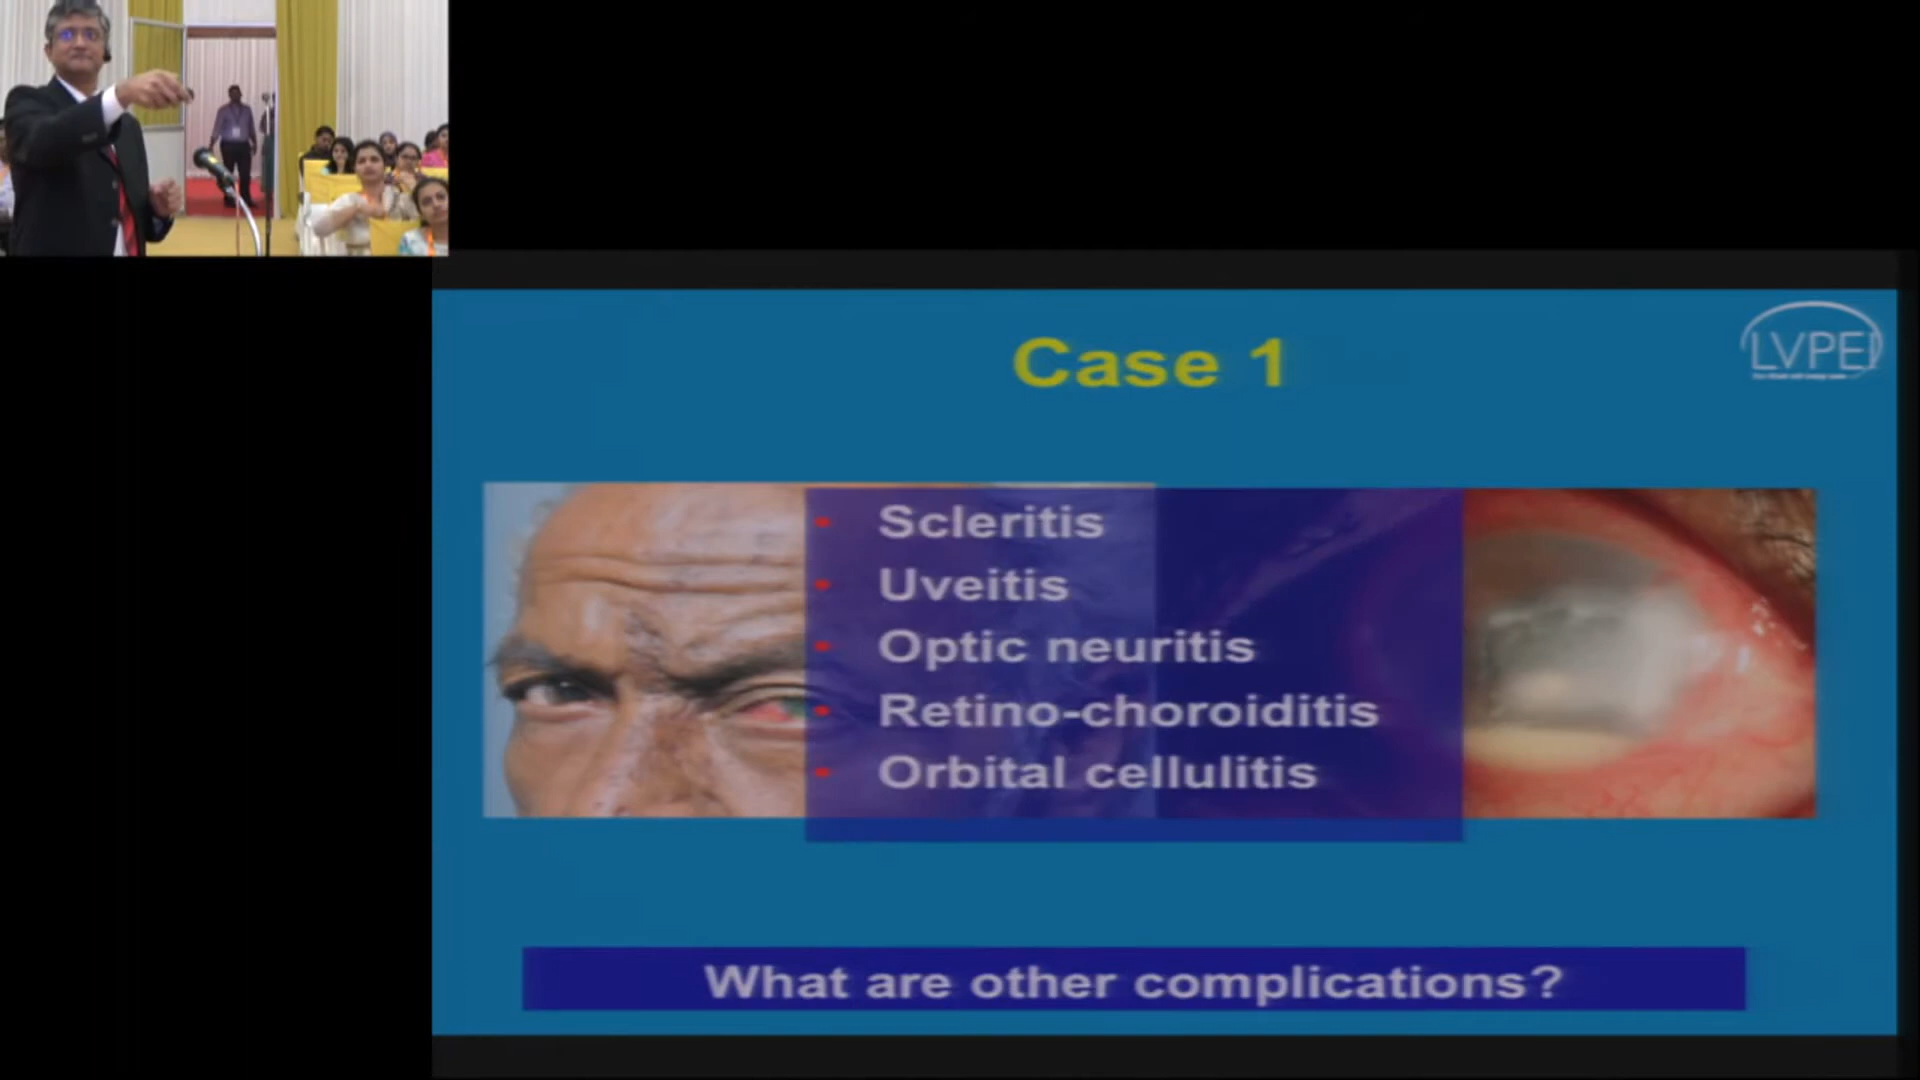 Case 1
LVPEI
Scleritis
Uveitis
Optic neuritis
Retino-choroiditis
Orbital cellulitis
What are other complications?